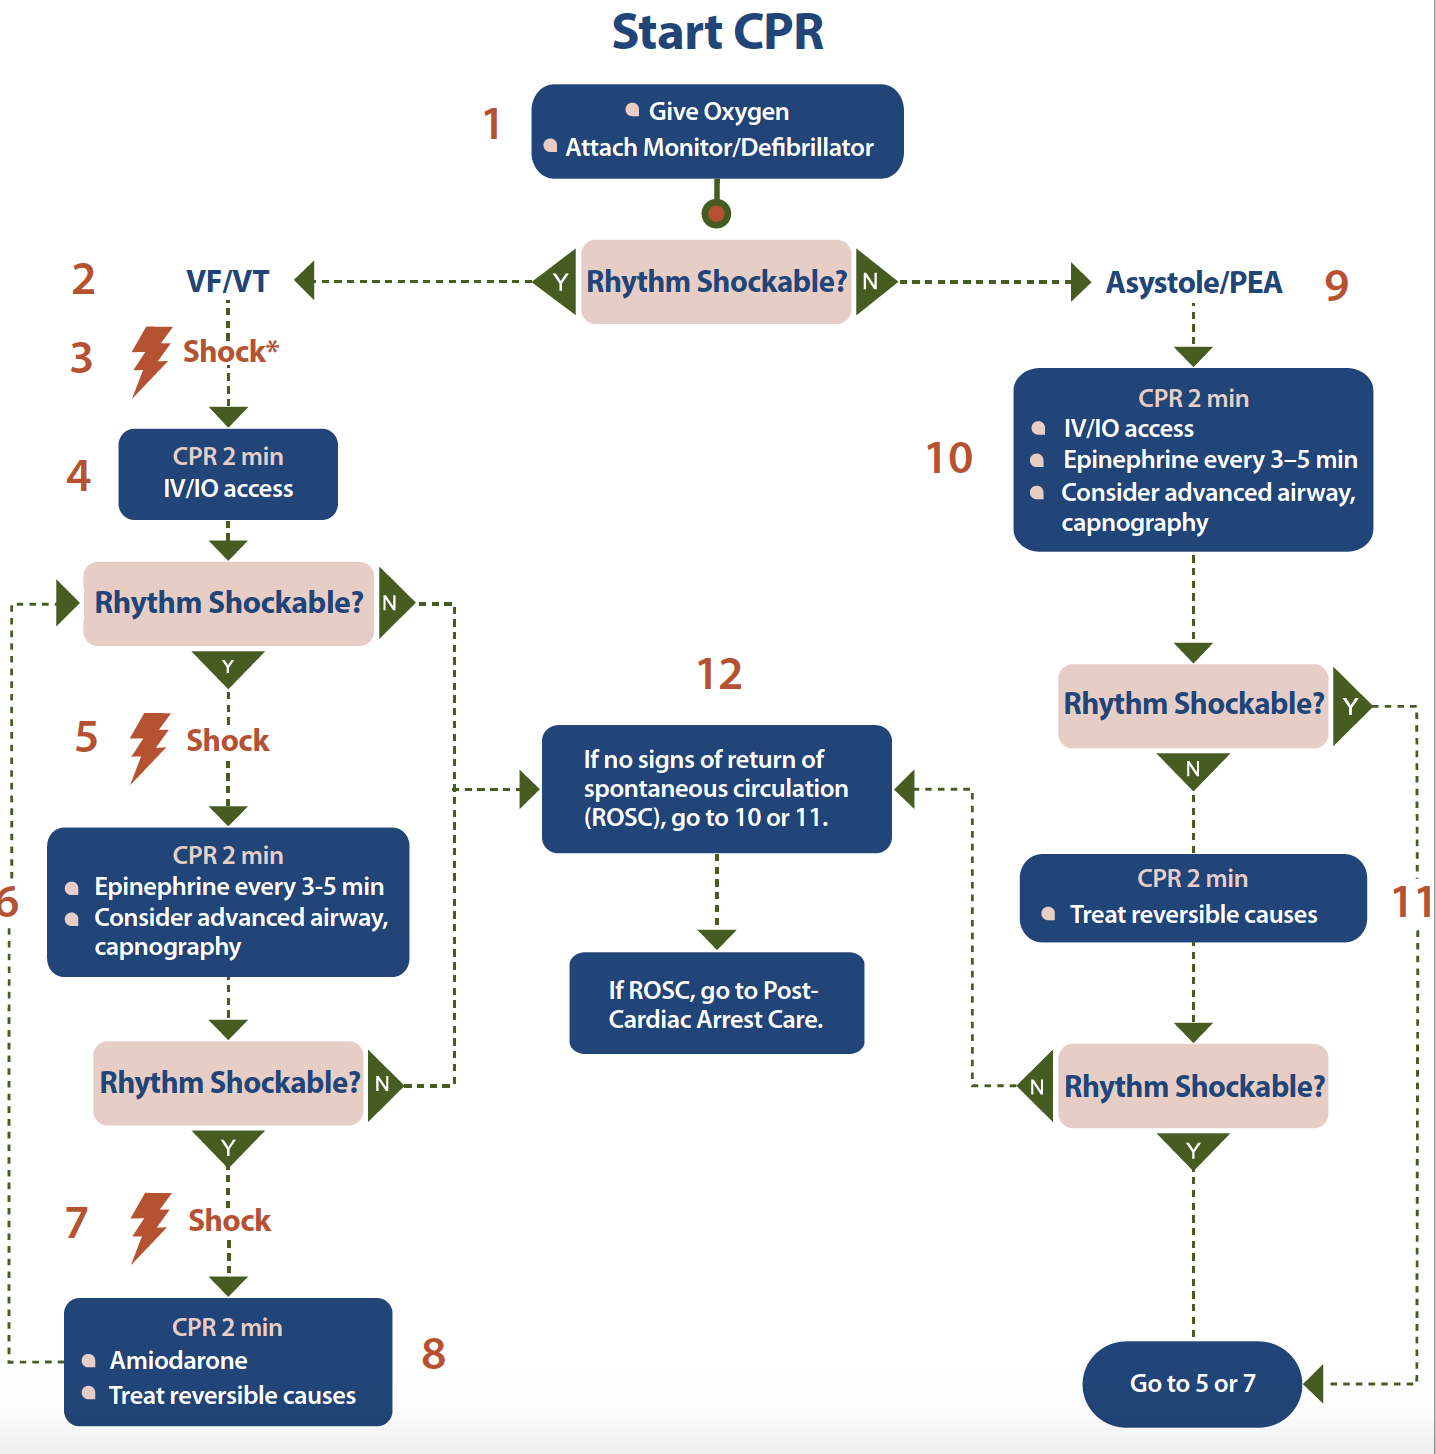 Start CPR
1
Give Oxygen
Attach Monitor/Defibrillator
Y
Rhythm Shockable?
N
2
VF/VT
3
Shock*
4
CPR 2 min
IV/IO access
Rhythm Shockable?
N
Y
5
Shock
6
CPR 2 min
Epinephrine every 3-5 min
Consider advanced airway,
capnography
Rhythm Shockable?
N
Y
7
Shock
8
CPR 2 min
Amiodarone
Treat reversible causes
Asystole/PEA
9
10
CPR 2 min
IV/IO access
Epinephrine every 3–5 min
Consider advanced airway,
capnography
Rhythm Shockable?
Y
N
11
CPR 2 min
Treat reversible causes
N
Rhythm Shockable?
Y
Go to 5 or 7
12
If no signs of return of
spontaneous circulation
(ROSC), go to 10 or 11.
If ROSC, go to Post-
Cardiac Arrest Care.